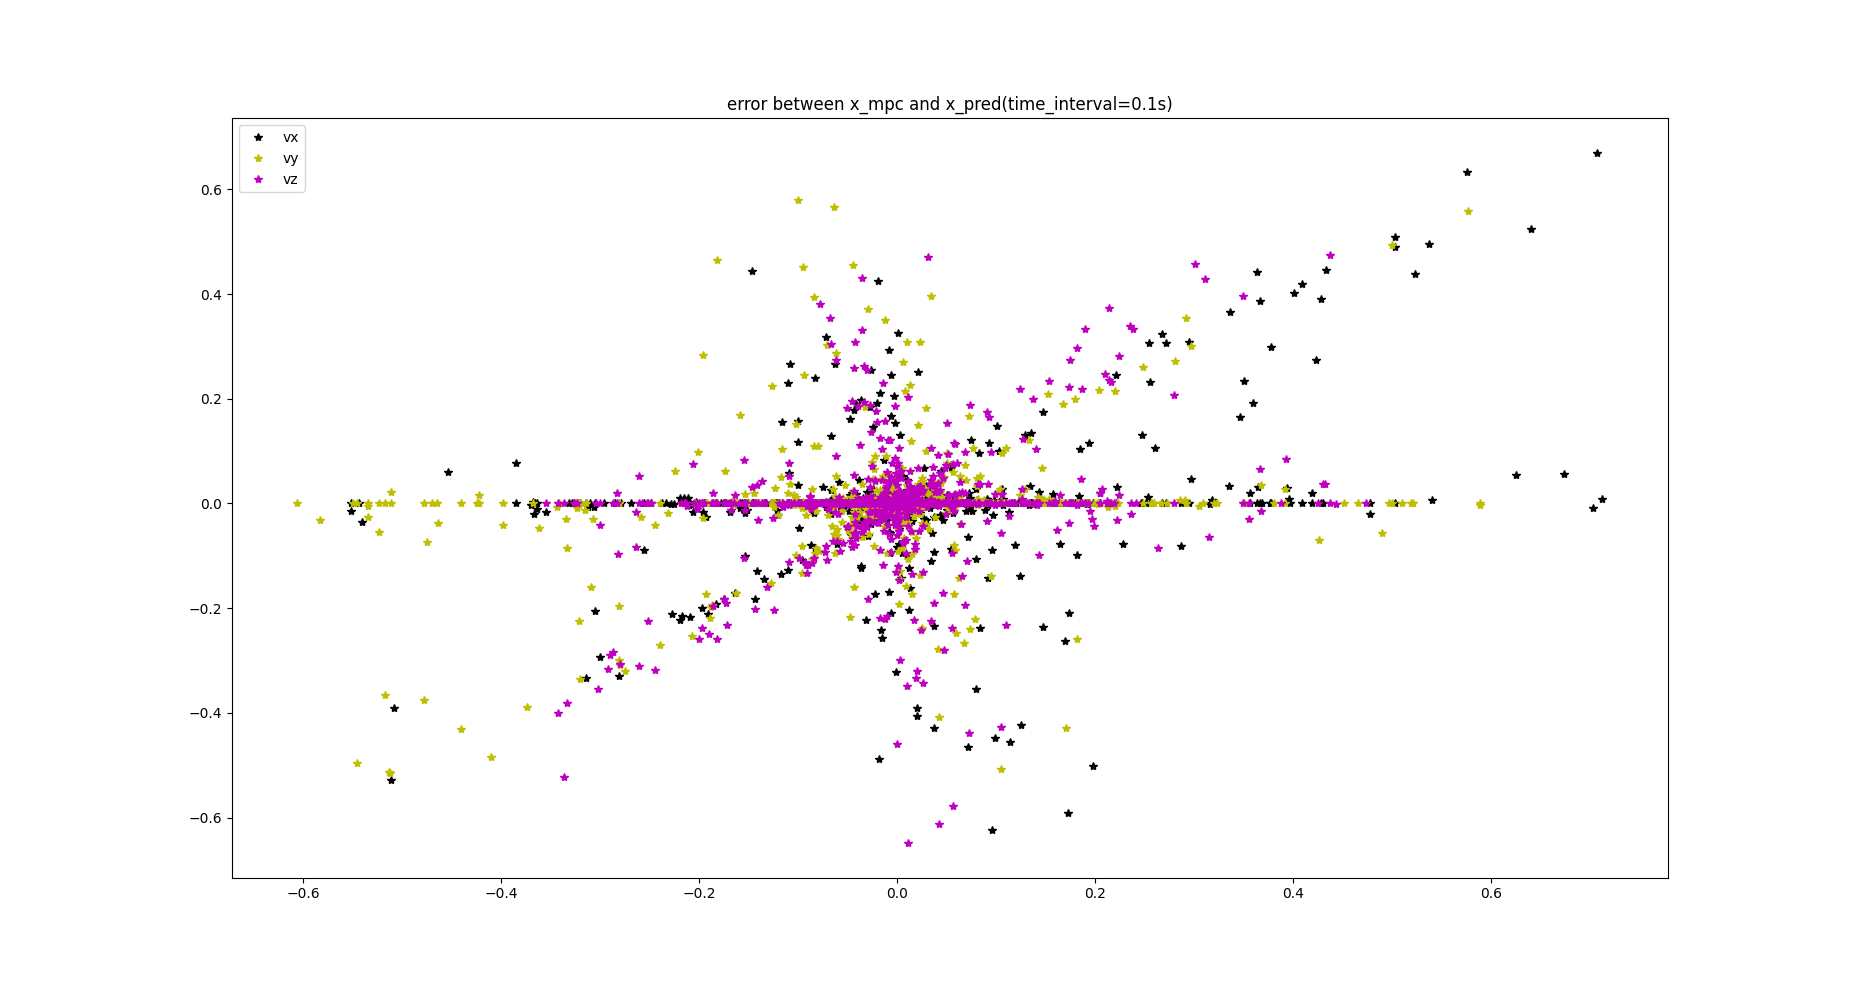 error between x_mpc and x_pred(time_interval=0.1s)
vx
vy
vz
0.6
0.4
0.2
0.0
−0.2
−0.4
−0.6
−0.6 −0.4 −0.2 0.0 0.2 0.4 0.6